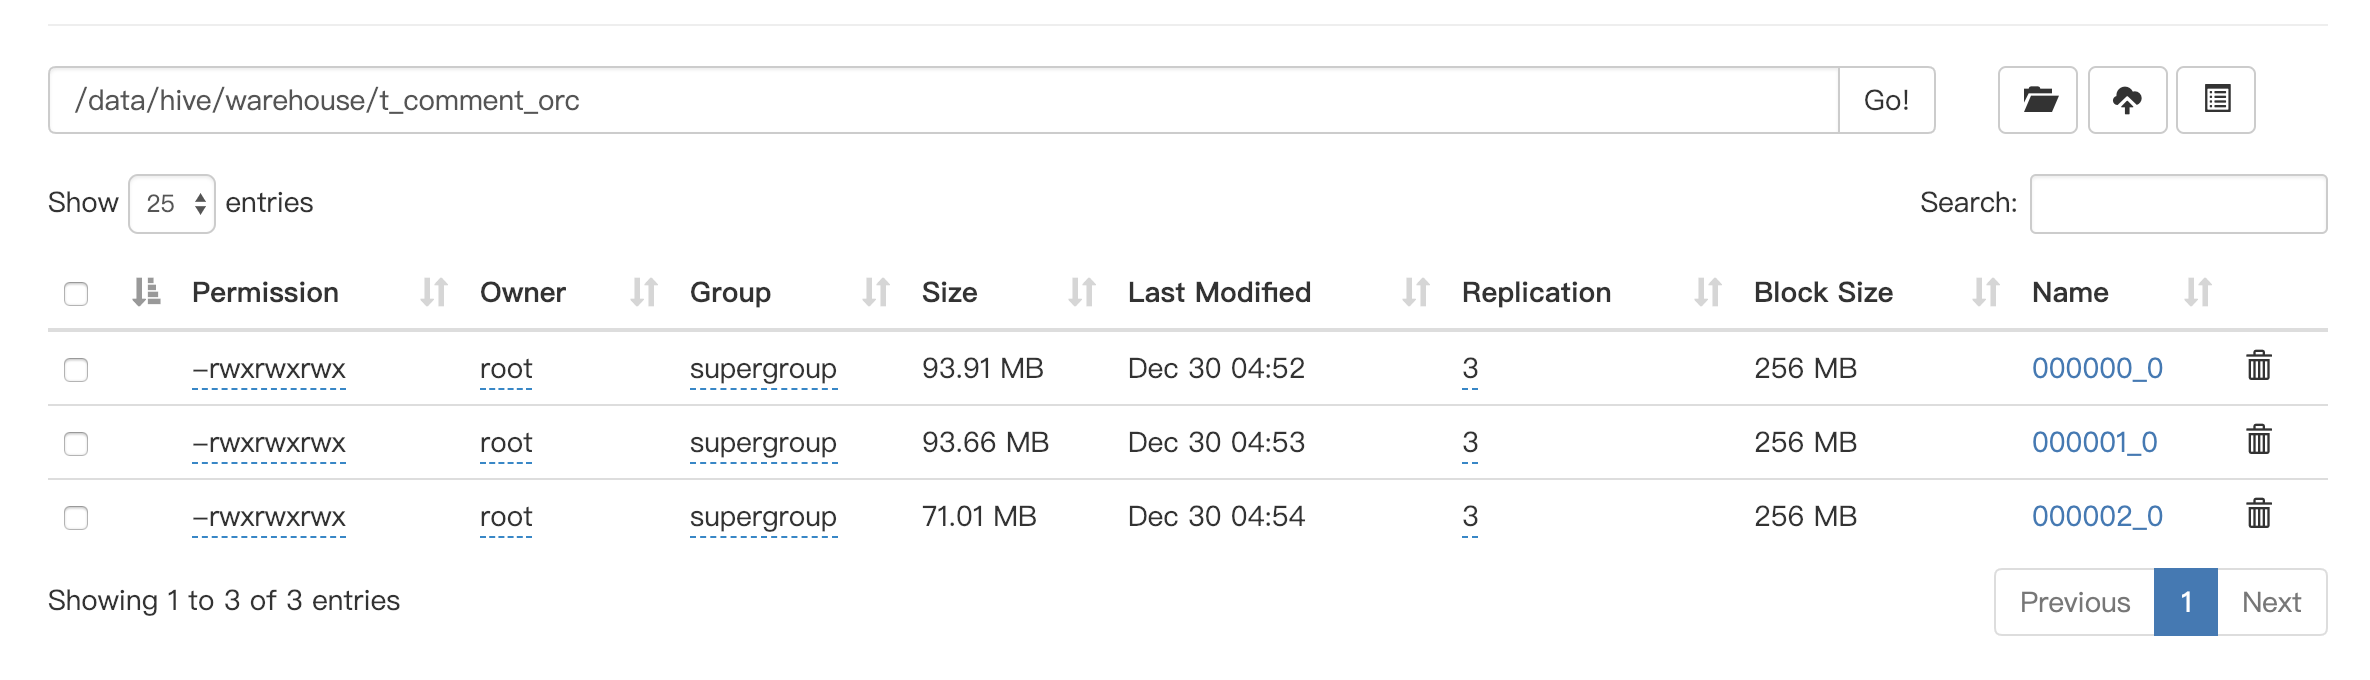 /data/hive/warehouse/t_comment_orc Go!
Show 25 entries Search:
Permission Owner Group Size Last Modified Replication Block Size Name
-rwxrwxrwx root supergroup 93.91 MB Dec 30 04:52 3 256 MB 000000_0
-rwxrwxrwx root supergroup 93.66 MB Dec 30 04:53 3 256 MB 000001_0
-rwxrwxrwx root supergroup 71.01 MB Dec 30 04:54 3 256 MB 000002_0
Showing 1 to 3 of 3 entries Previous 1 Next